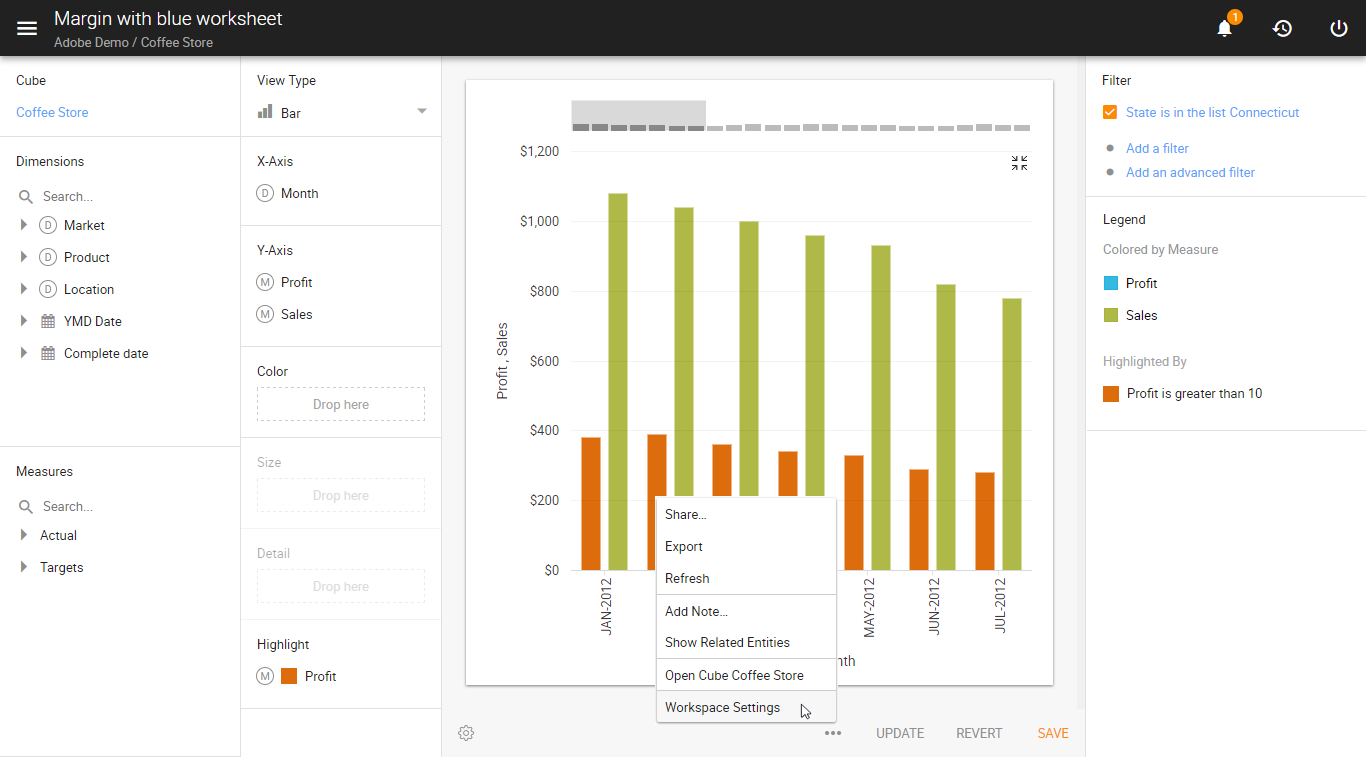 Margin with blue worksheet
Adobe Demo / Coffee Store
1
Cube
Coffee Store
Dimensions
Search...
D Market
D Product
D Location
YMD Date
Complete date
Measures
Search...
Actual
Targets
View Type
Bar
X-Axis
D Month
Y-Axis
M Profit
M Sales
Color
Drop here
Size
Drop here
Detail
Drop here
Highlight
M Profit
$1,200
$1,000
$800
$600
$400
$200
$0
Profit , Sales
JAN-2012
MAY-2012
JUN-2012
JUL-2012
nth
Share...
Export
Refresh
Add Note...
Show Related Entities
Open Cube Coffee Store
Workspace Settings
UPDATE
REVERT
SAVE
Filter
State is in the list Connecticut
Add a filter
Add an advanced filter
Legend
Colored by Measure
Profit
Sales
Highlighted By
Profit is greater than 10